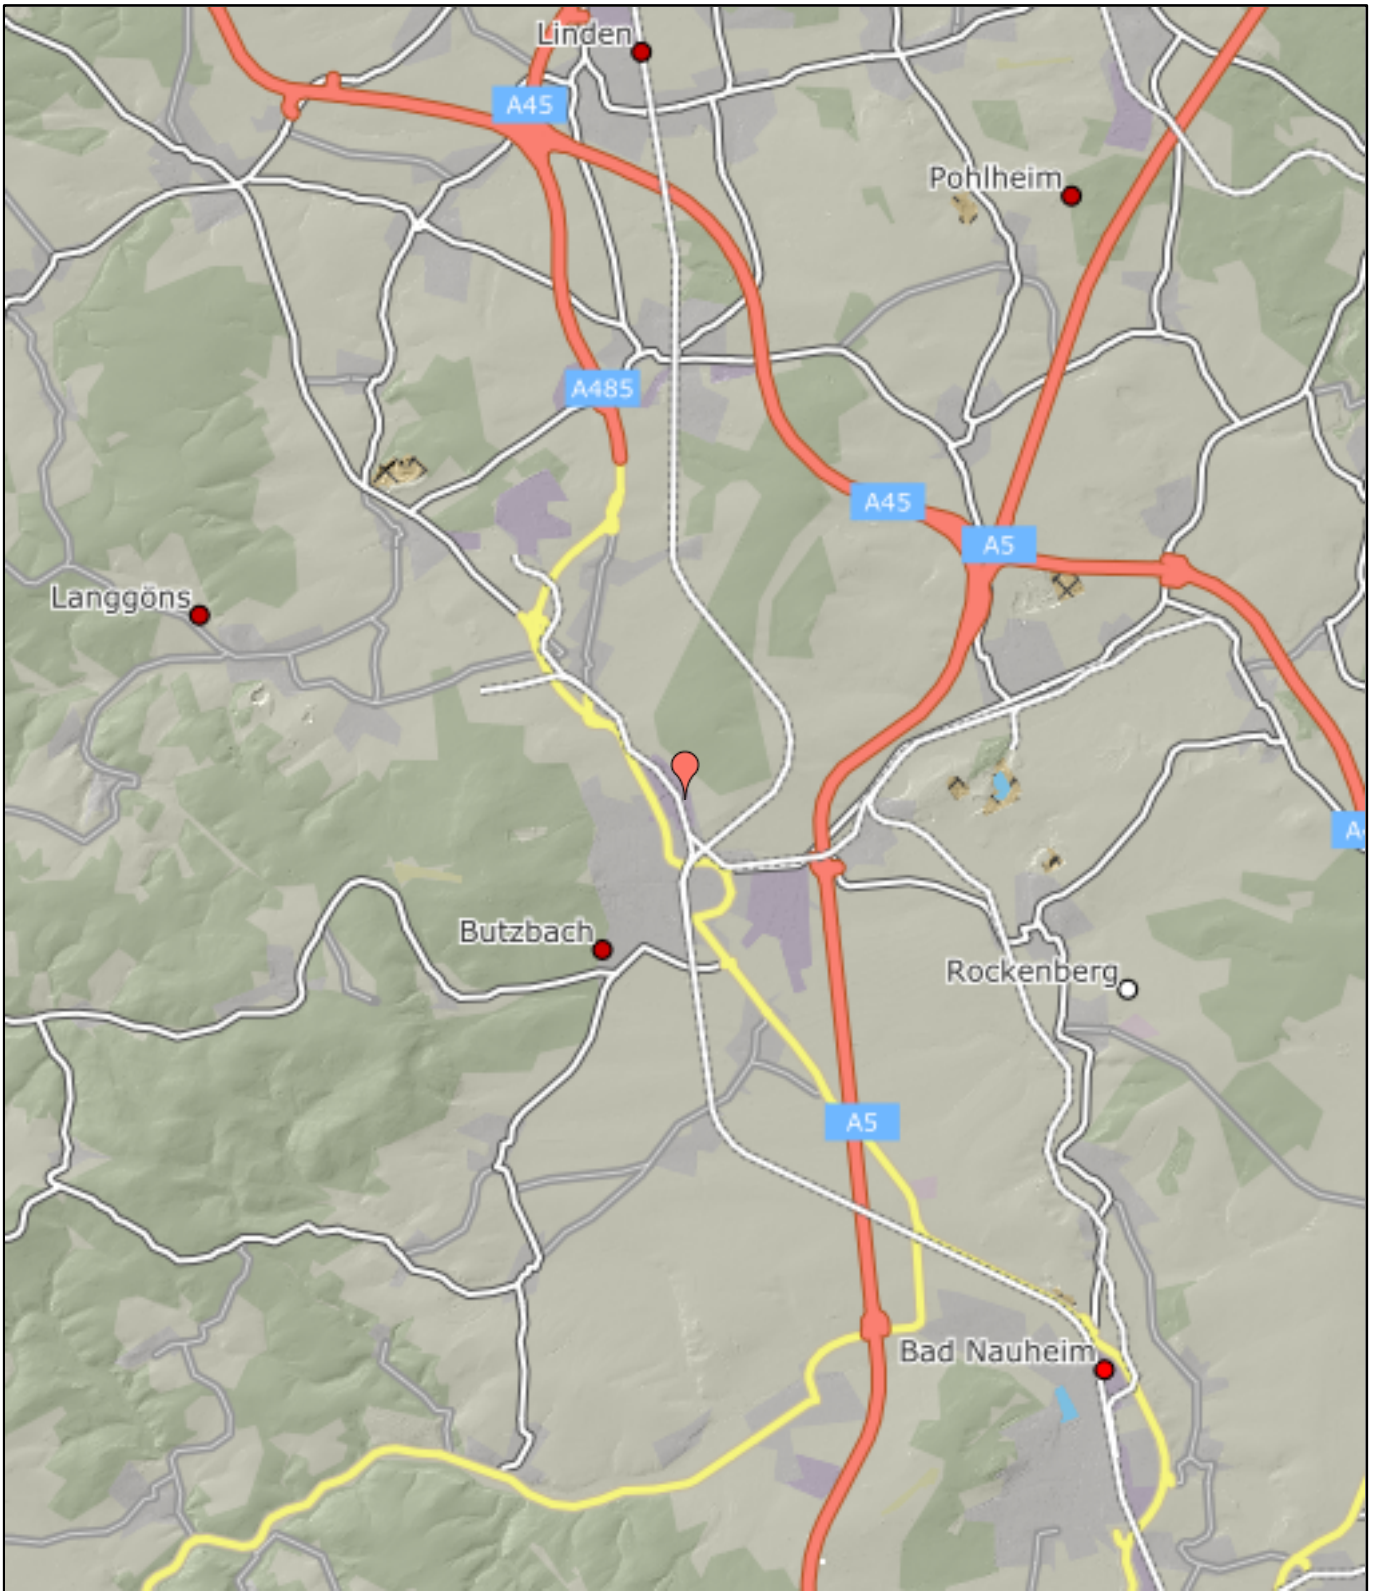 Linden
A45
Pohlheim
A485
A45
A5
Langgöns
Butzbach
Rockenberg
A5
Bad Nauheim